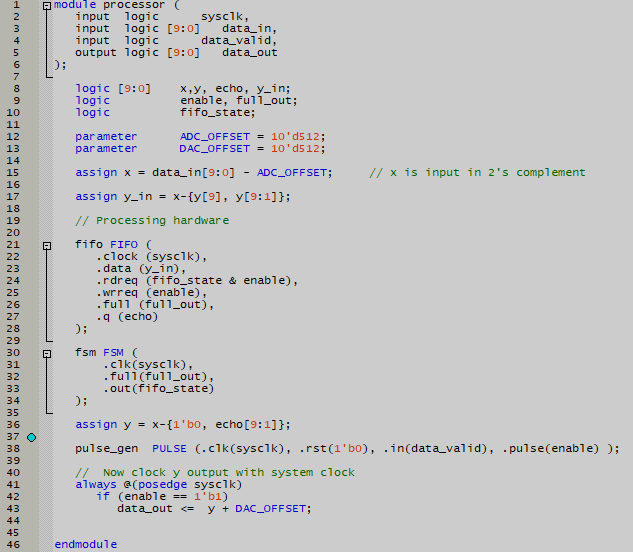 1 module processor (
2 input logic sysclk,
3 input logic [9:0] data_in,
4 input logic data_valid,
5 output logic [9:0] data_out
6 );
7
8 logic [9:0] x,y, echo, y_in;
9 logic enable, full_out;
10 logic fifo_state;
11
12 parameter ADC_OFFSET = 10'd512;
13 parameter DAC_OFFSET = 10'd512;
14
15 assign x = data_in[9:0] - ADC_OFFSET; // x is input in 2's complement
16
17 assign y_in = x-{y[9], y[9:1]};
18
19 // Processing hardware
20
21 fifo FIFO (
22 .clock (sysclk),
23 .data (y_in),
24 .rdreq (fifo_state & enable),
25 .wrreq (enable),
26 .full (full_out),
27 .q (echo)
28 );
29
30 fsm FSM (
31 .clk(sysclk),
32 .full(full_out),
33 .out(fifo_state)
34 );
35
36 assign y = x-{1'b0, echo[9:1]};
37
38 pulse_gen PULSE (.clk(sysclk), .rst(1'b0), .in(data_valid), .pulse(enable) );
39
40 // Now clock y output with system clock
41 always @(posedge sysclk)
42 if (enable == 1'b1)
43 data_out <= y + DAC_OFFSET;
44
45
46 endmodule